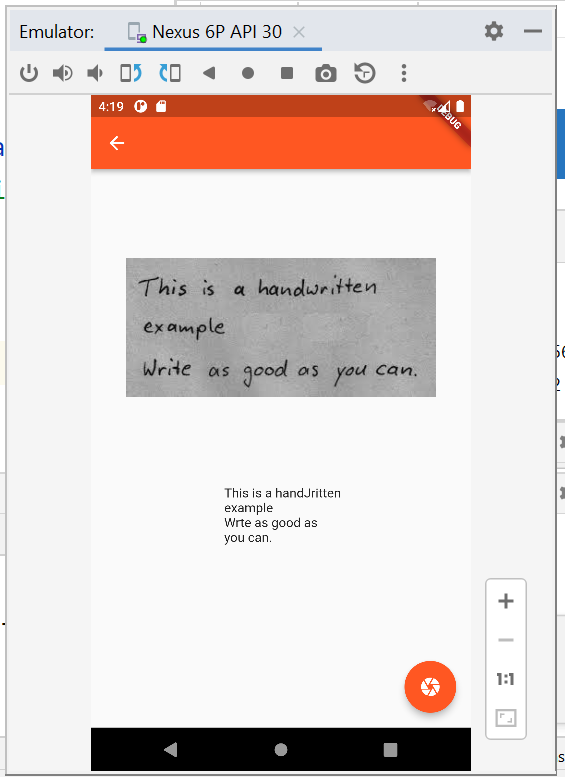 Emulator: Nexus 6P API 30
4:19
DEBUG
This is a handwritten
example
Write as good as you can.
This is a handJritten
example
Wrte as good as
you can.
1:1